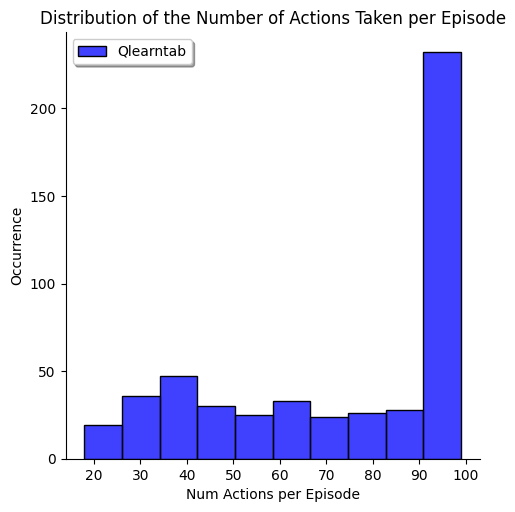 Distribution of the Number of Actions Taken per Episode
Qlearntab
200
150
100
50
0
Occurrence
20 30 40 50 60 70 80 90 100
Num Actions per Episode